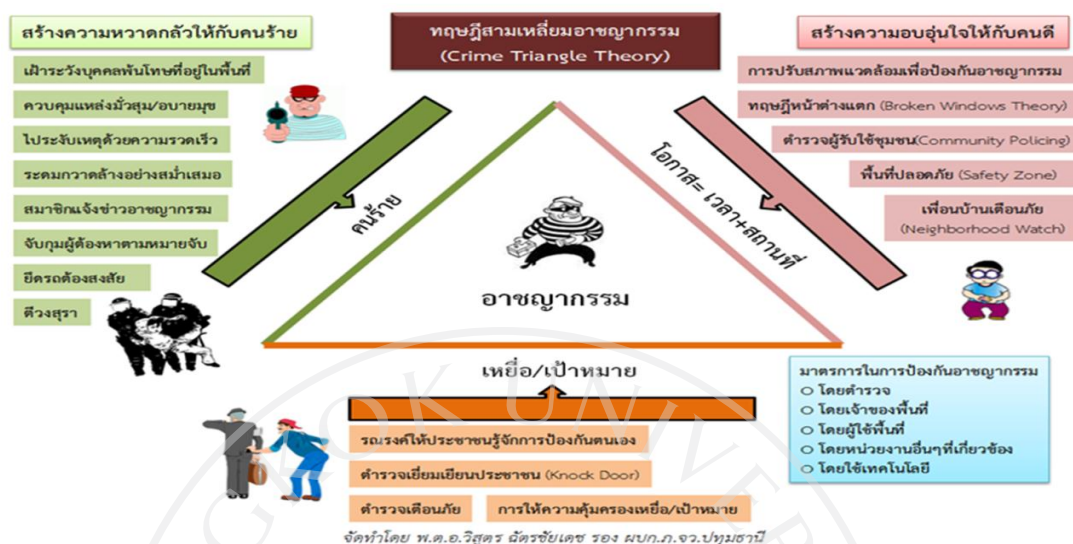 สร้างความหวาดกลัวให้กับคนร้าย
ทฤษฎีสามเหลี่ยมอาชญากรรม
(Crime Triangle Theory)
สร้างความอบอุ่นใจให้กับคนดี
เฝ้าระวังบุคคลพ้นโทษที่อยู่ในพื้นที่
ควบคุมแหล่งมั่วสุม/อบายมุข
ไประงับเหตุด้วยความรวดเร็ว
ระดมกวาดล้างอย่างสม่ำเสมอ
สมาชิกแจ้งข่าวอาชญากรรม
จับกุมผู้ต้องหาตามหมายจับ
ยึดรถต้องสงสัย
ตีวงสุรา
การปรับสภาพแวดล้อมเพื่อป้องกันอาชญากรรม
ทฤษฎีหน้าต่างแตก (Broken Windows Theory)
ตำรวจผู้รับใช้ชุมชน(Community Policing)
พื้นที่ปลอดภัย (Safety Zone)
เพื่อนบ้านเตือนภัย
(Neighborhood Watch)
คนร้าย
โอกาส= เวลา+สถานที่
อาชญากรรม
เหยื่อ/เป้าหมาย
รณรงค์ให้ประชาชนรู้จักการป้องกันตนเอง
ตำรวจเยี่ยมเยียนประชาชน (Knock Door)
ตำรวจเตือนภัย
การให้ความคุ้มครองเหยื่อ/เป้าหมาย
มาตรการในการป้องกันอาชญากรรม
โดยตำรวจ
โดยเจ้าของพื้นที่
โดยผู้ใช้พื้นที่
โดยหน่วยงานอื่นๆที่เกี่ยวข้อง
โดยใช้เทคโนโลยี
จัดทำโดย พ.ต.อ.วิสูตร ฉัตรชัยเดช รอง ผบก.ภ.จว.ปทุมธานี